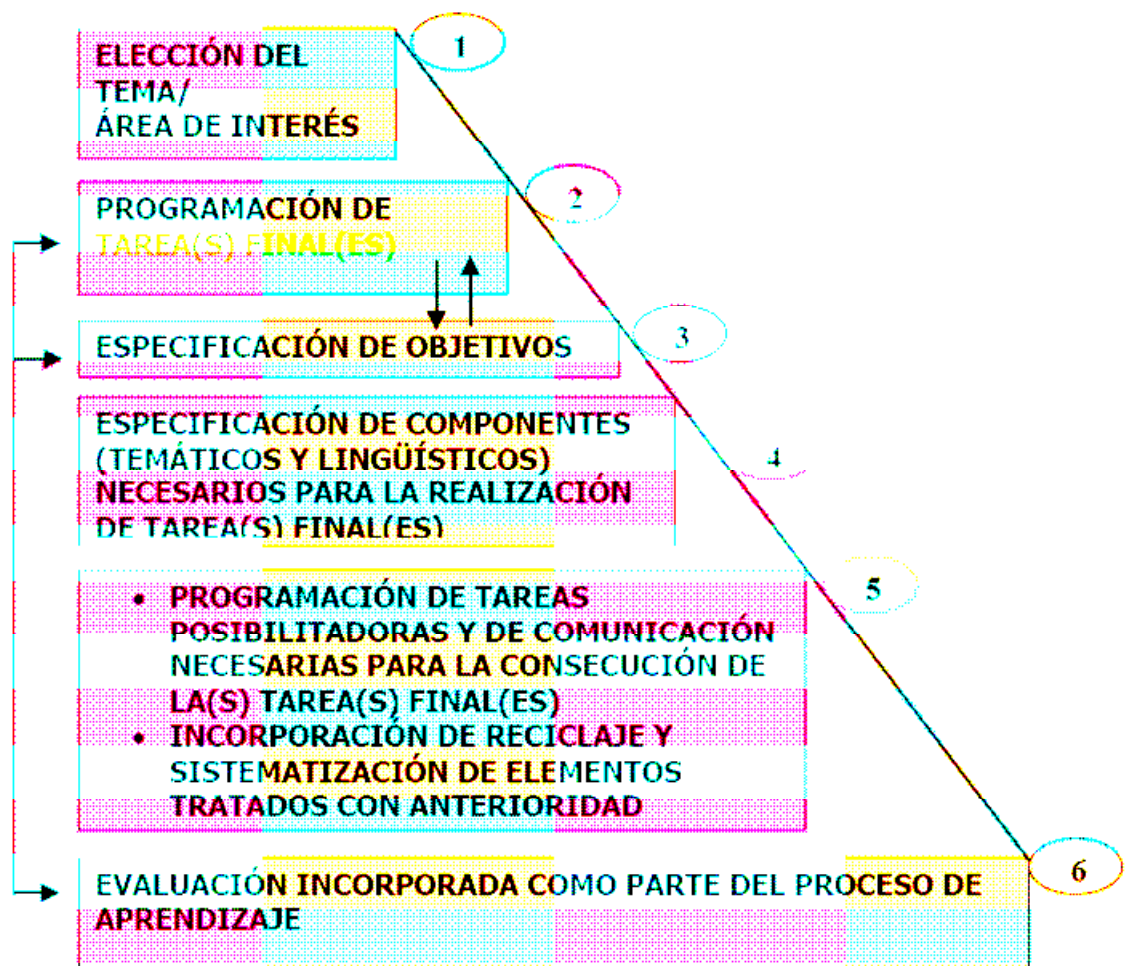 ELECCIÓN DEL
TEMA/
ÁREA DE INTERÉS
1
PROGRAMACIÓN DE
TAREA(S) FINAL(ES)
2
ESPECIFICACIÓN DE OBJETIVOS
3
ESPECIFICACIÓN DE COMPONENTES
(TEMÁTICOS Y LINGÜÍSTICOS)
NECESARIOS PARA LA REALIZACIÓN
DE TAREA(S) FINAL(ES)
4
• PROGRAMACIÓN DE TAREAS
POSIBILITADORAS Y DE COMUNICACIÓN
NECESARIAS PARA LA CONSECUCIÓN DE
LA(S) TAREA(S) FINAL(ES)
• INCORPORACIÓN DE RECICLAJE Y
SISTEMATIZACIÓN DE ELEMENTOS
TRATADOS CON ANTERIORIDAD
5
EVALUACIÓN INCORPORADA COMO PARTE DEL PROCESO DE
APRENDIZAJE
6